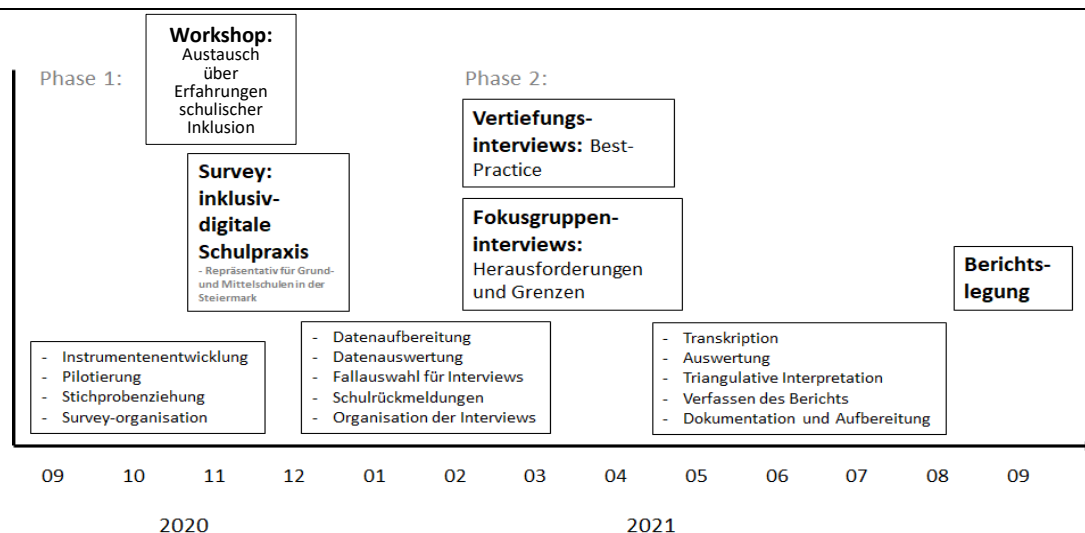 Phase 1:
Workshop:
Austausch
über
Erfahrungen
schulischer
Inklusion
Survey:
inklusiv-
digitale
Schulpraxis
- Repräsentativ für Grund-
und Mittelschulen in der
Steiermark
Phase 2:
Vertiefungs-
interviews: Best-
Practice
Fokusgruppen-
interviews:
Herausforderungen
und Grenzen
Berichts-
legung
- Instrumentenentwicklung
- Pilotierung
- Stichprobenziehung
- Survey-organisation
- Datenaufbereitung
- Datenauswertung
- Fallauswahl für Interviews
- Schulrückmeldungen
- Organisation der Interviews
- Transkription
- Auswertung
- Triangulative Interpretation
- Verfassen des Berichts
- Dokumentation und Aufbereitung
09 10 11 12 01 02 03 04 05 06 07 08 09
2020 2021